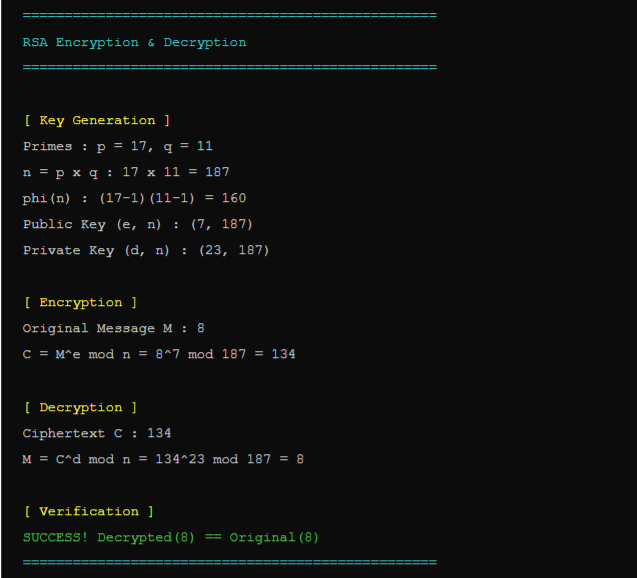 ==================================================
RSA Encryption & Decryption
==================================================
[ Key Generation ]
Primes : p = 17, q = 11
n = p x q : 17 x 11 = 187
phi(n) : (17-1)(11-1) = 160
Public Key (e, n) : (7, 187)
Private Key (d, n) : (23, 187)
[ Encryption ]
Original Message M : 8
C = M^e mod n = 8^7 mod 187 = 134
[ Decryption ]
Ciphertext C : 134
M = C^d mod n = 134^23 mod 187 = 8
[ Verification ]
SUCCESS! Decrypted(8) == Original(8)
==================================================